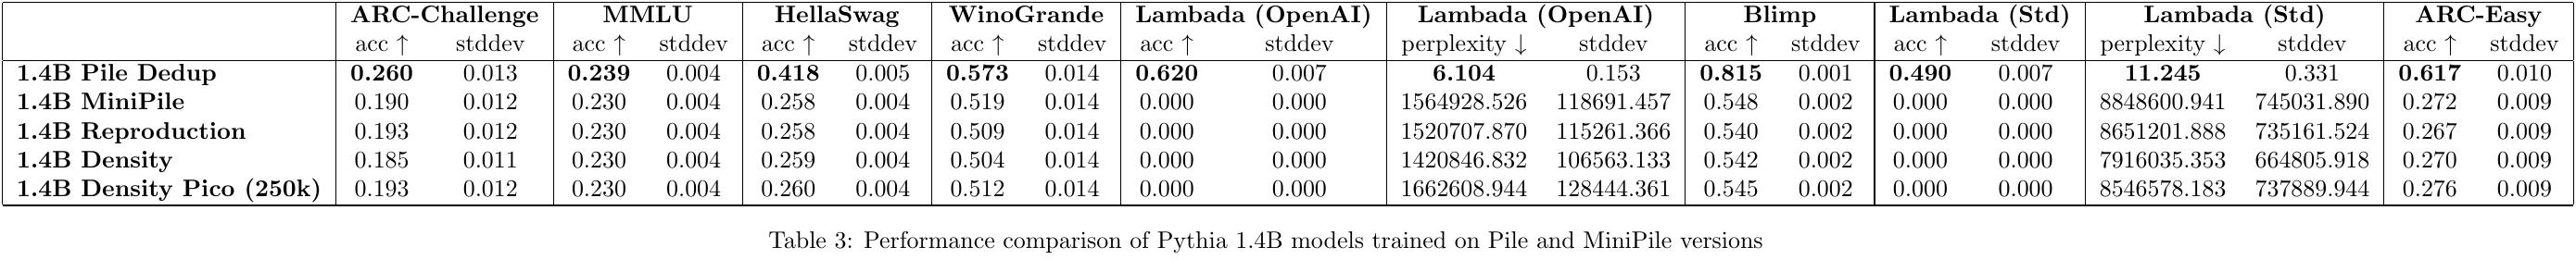 ARC-Challenge MMLU HellaSwag WinoGrande Lambada (OpenAI) Lambada (OpenAI) Blimp Lambada (Std) Lambada (Std) ARC-Easy
acc ↑ stddev acc ↑ stddev acc ↑ stddev acc ↑ stddev acc ↑ stddev perplexity ↓ stddev acc ↑ stddev acc ↑ stddev perplexity ↓ stddev acc ↑ stddev
1.4B Pile Dedup 0.260 0.013 0.239 0.004 0.418 0.005 0.573 0.014 0.620 0.007 6.104 0.153 0.815 0.001 0.490 0.007 11.245 0.331 0.617 0.010
1.4B MiniPile 0.190 0.012 0.230 0.004 0.258 0.004 0.519 0.014 0.000 0.000 1564928.526 118691.457 0.548 0.002 0.000 0.000 8848600.941 745031.890 0.272 0.009
1.4B Reproduction 0.193 0.012 0.230 0.004 0.258 0.004 0.509 0.014 0.000 0.000 1520707.870 115261.366 0.540 0.002 0.000 0.000 8651201.888 735161.524 0.267 0.009
1.4B Density 0.185 0.011 0.230 0.004 0.259 0.004 0.504 0.014 0.000 0.000 1420846.832 106563.133 0.542 0.002 0.000 0.000 7916035.353 664805.918 0.270 0.009
1.4B Density Pico (250k) 0.193 0.012 0.230 0.004 0.260 0.004 0.512 0.014 0.000 0.000 1662608.944 128444.361 0.545 0.002 0.000 0.000 8546578.183 737889.944 0.276 0.009
Table 3: Performance comparison of Pythia 1.4B models trained on Pile and MiniPile versions